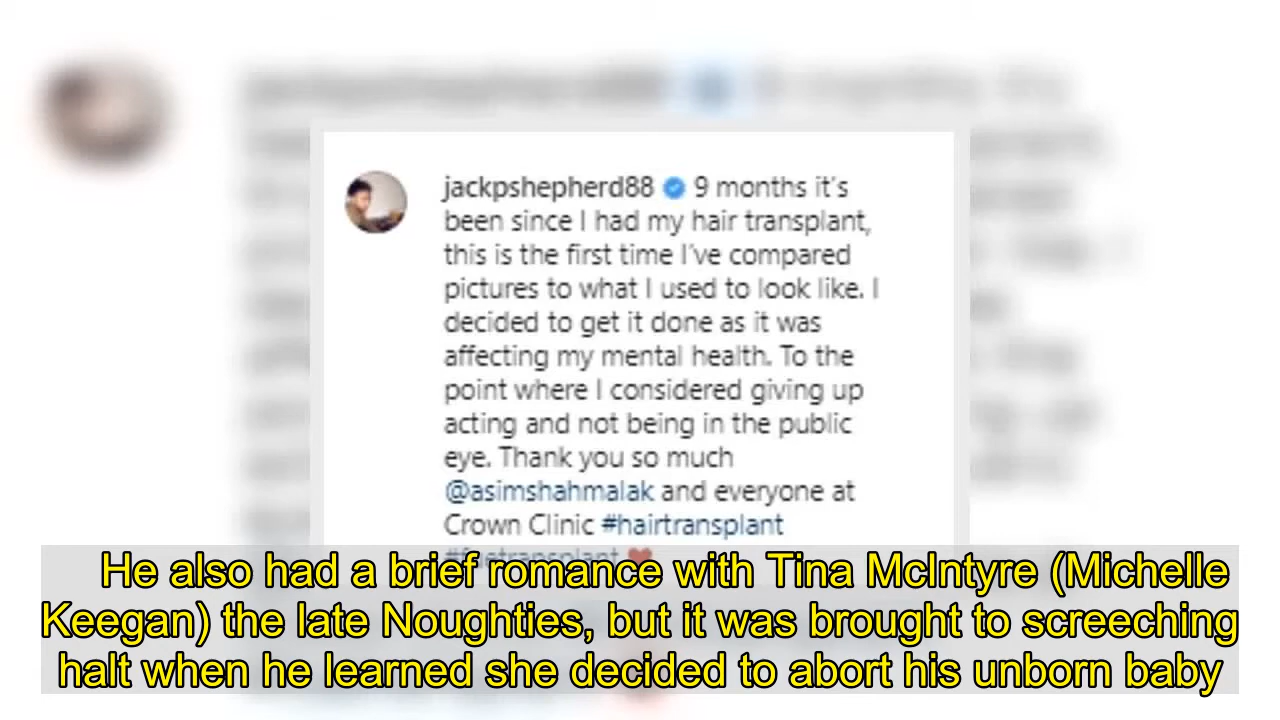 jackpshepherd88 9 months it's
been since I had my hair transplant,
this is the first time I've compared
pictures to what I used to look like. I
decided to get it done as it was
affecting my mental health. To the
point where I considered giving up
acting and not being in the public
eye. Thank you so much
@asimshahmalak and everyone at
Crown Clinic #hairtransplant
#fuetransplant ❤
He also had a brief romance with Tina McIntyre (Michelle
Keegan) the late Noughties, but it was brought to screeching
halt when he learned she decided to abort his unborn baby